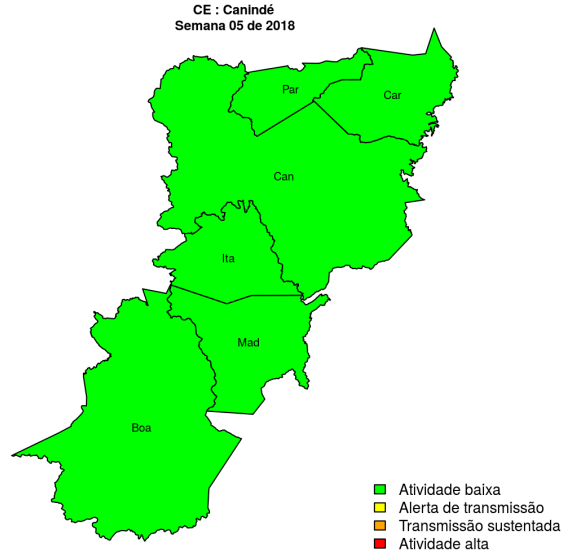 CE : Canindé
Semana 05 de 2018
Par
Car
Can
Ita
Mad
Boa
Atividade baixa
Alerta de transmissão
Transmissão sustentada
Atividade alta